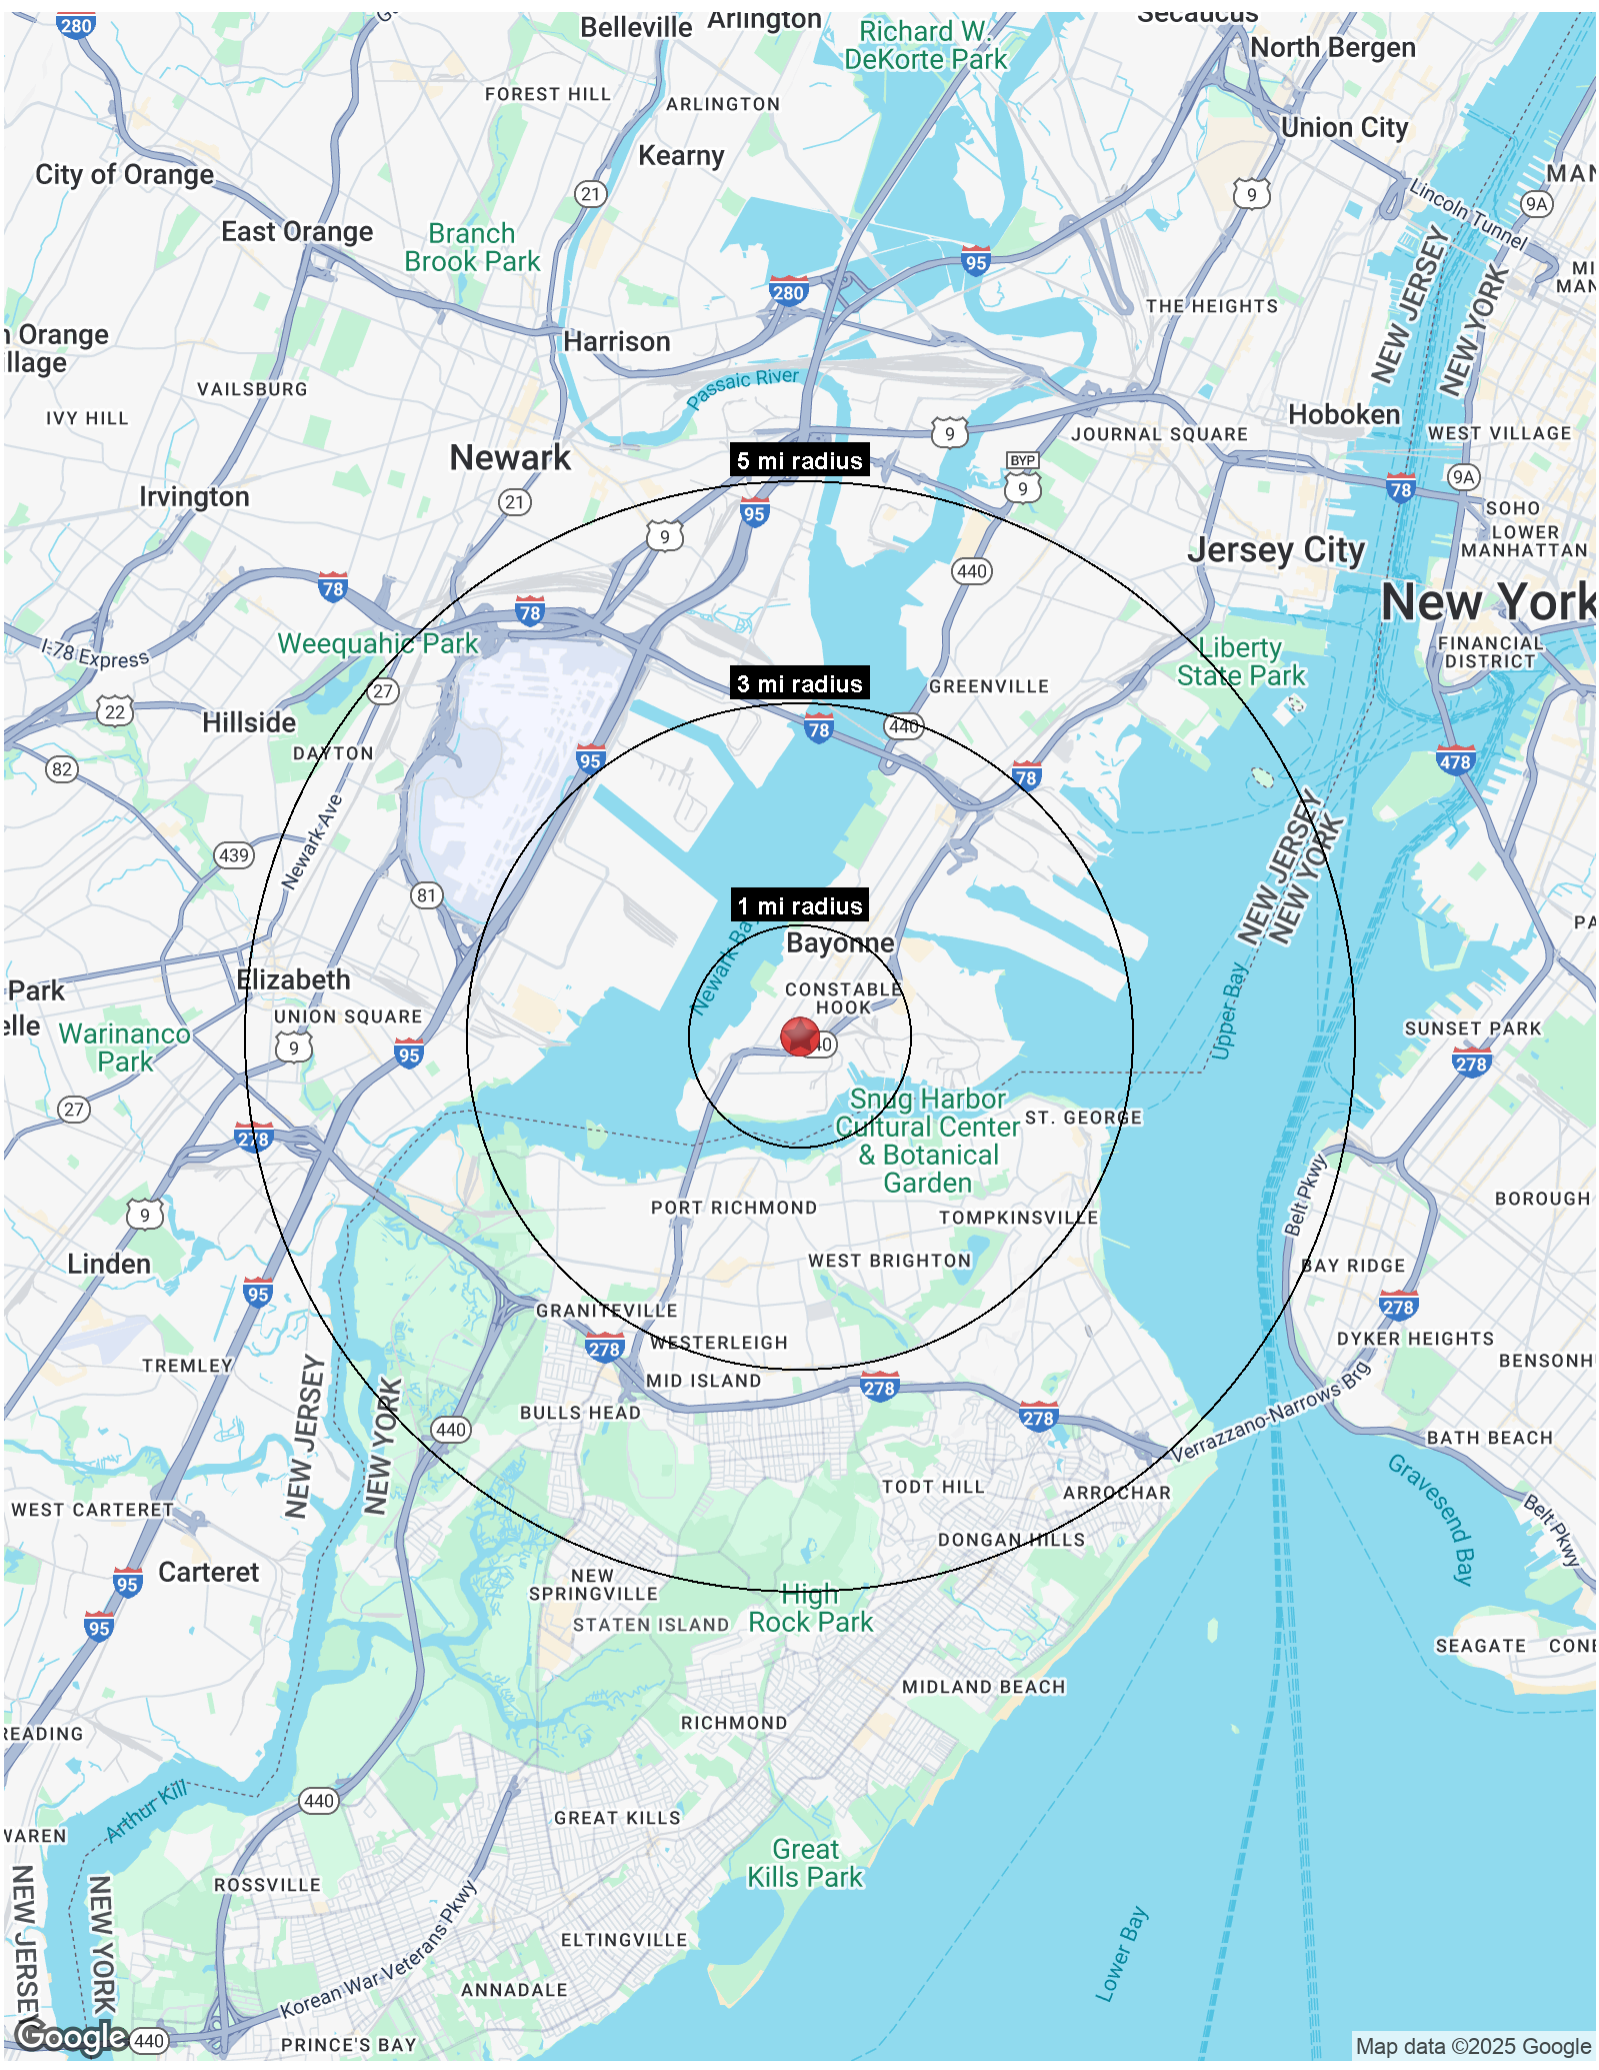 280
Belleville
Arlington
Secaucus
Richard W.
DeKorte Park
North Bergen
FOREST HILL
ARLINGTON
Union City
Kearny
City of Orange
21
9
Lincoln Tunnel
9A
East Orange
Branch
Brook Park
95
280
NEW JERSEY
NEW YORK
THE HEIGHTS
Harrison
Orange
Passaic River
VAILSBURG
IVY HILL
Hoboken
9
JOURNAL SQUARE
WEST VILLAGE
Newark
5 mi radius
BYP
9
9A
78
Irvington
21
95
SOHO
LOWER
MANHATTAN
9
Jersey City
440
78
78
New York
I-78 Express
Weequahic Park
Liberty
State Park
FINANCIAL
DISTRICT
27
3 mi radius
GREENVILLE
22
Hillside
78
440
DAYTON
95
78
478
82
Newark Ave
439
NEW JERSEY
NEW YORK
81
1 mi radius
Bayonne
Newark Ba
Elizabeth
Park
CONSTABLE
HOOK
UNION SQUARE
Upper Bay
Warinanco
Park
9
95
SUNSET PARK
278
27
Snug Harbor
Cultural Center
& Botanical
Garden
ST. GEORGE
278
Belt Pkwy
9
PORT RICHMOND
TOMPKINSVILLE
BOROUGH
Linden
WEST BRIGHTON
BAY RIDGE
95
GRANITEVILLE
278
278
WESTERLEIGH
DYKER HEIGHTS
TREMLEY
MID ISLAND
278
BULLS HEAD
278
NEW JERSEY
NEW YORK
440
Verrazzano-Narrows Brg
BATH BEACH
TODT HILL
ARROCHAR
Gravesend Bay
WEST CARTERET
Belt Pkwy
DONGAN HILLS
Carteret
95
NEW
SPRINGVILLE
High
Rock Park
95
STATEN ISLAND
SEAGATE
MIDLAND BEACH
RICHMOND
READING
Arthur Kill
440
GREAT KILLS
Great
Kills Park
ROSSVILLE
NEW JERSEY
NEW YORK
Korean War Veterans Pkwy
ELTINGVILLE
Lower Bay
ANNADALE
Google
440
PRINCE'S BAY
Map data ©2025 Google